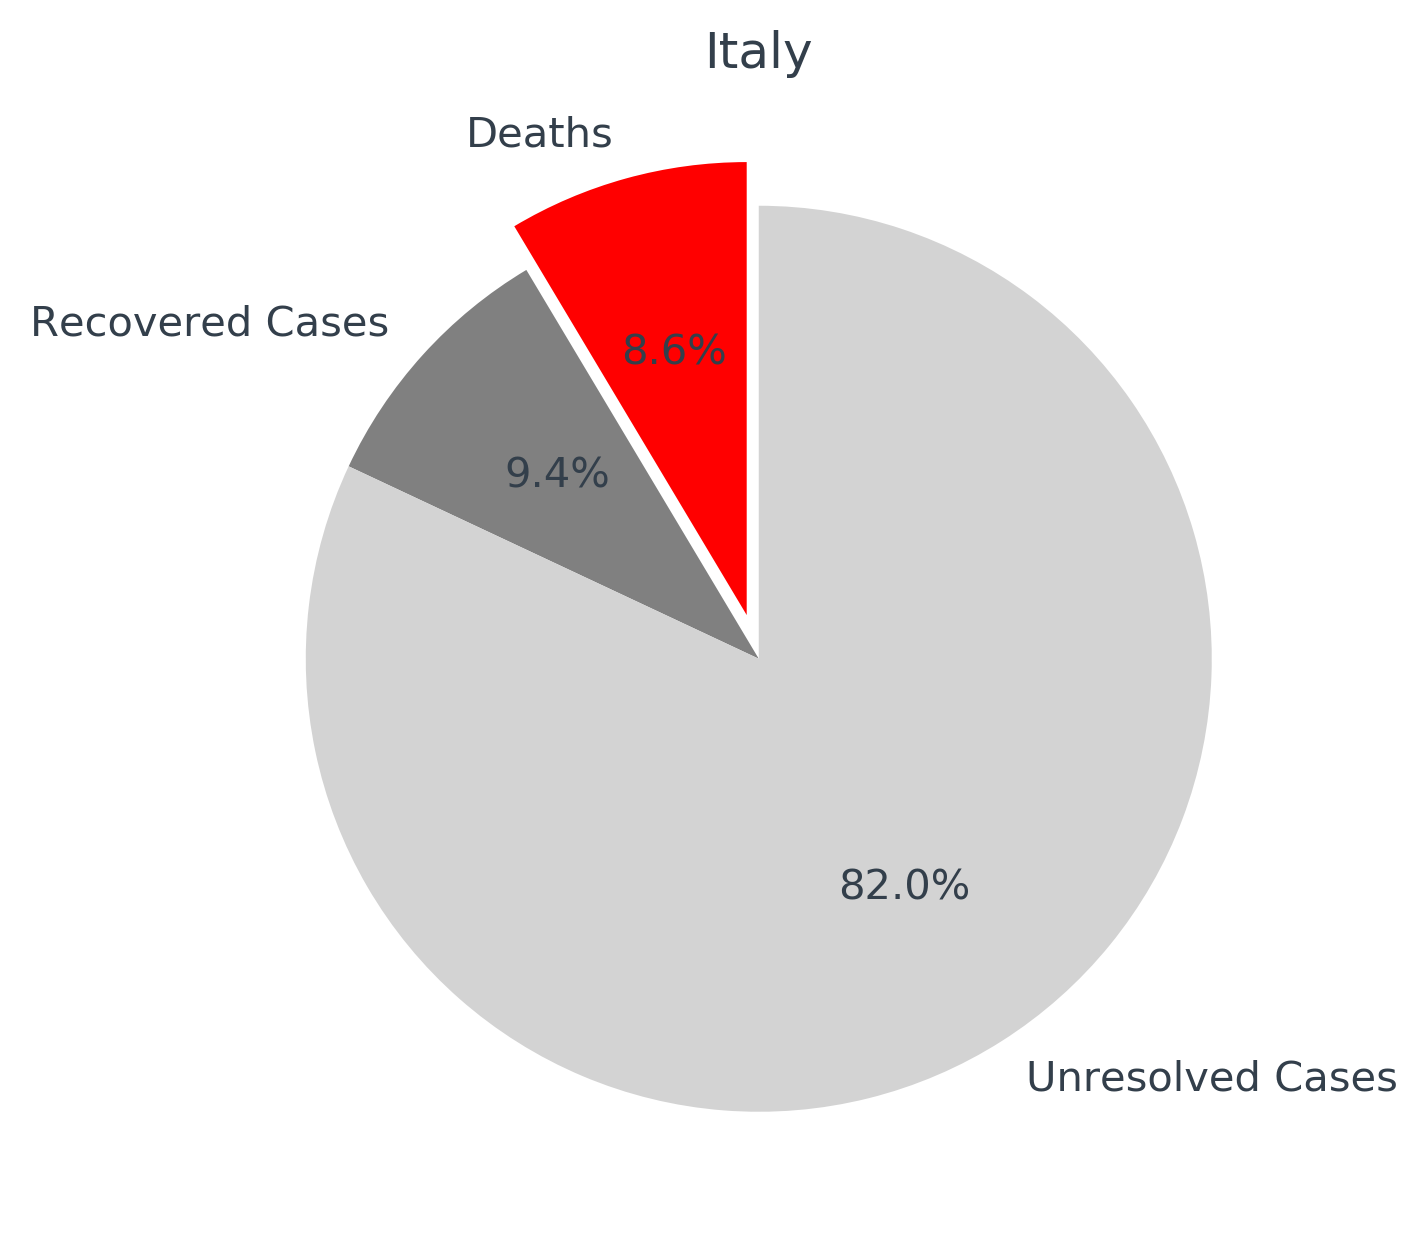 Italy
Deaths
Recovered Cases
8.6%
9.4%
82.0%
Unresolved Cases